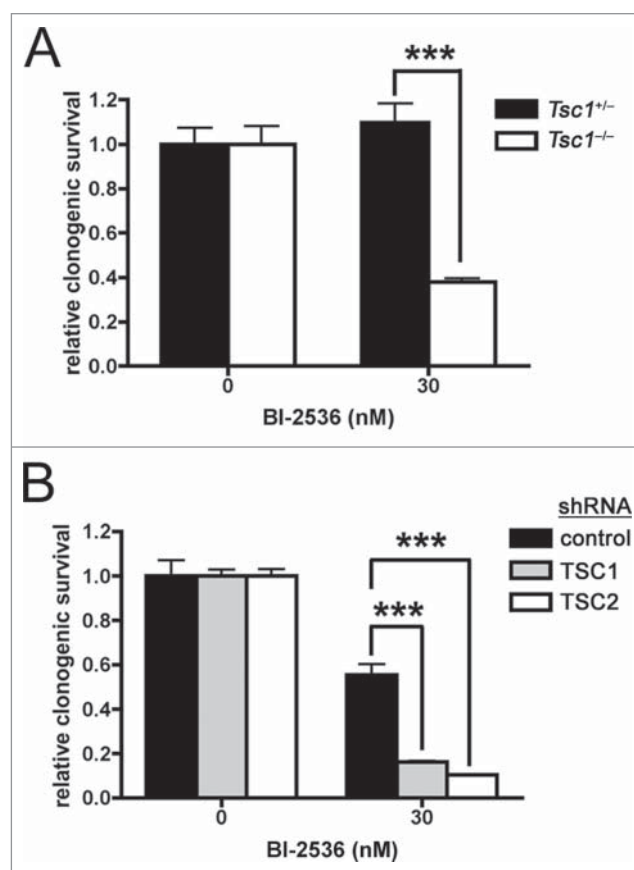 A
***
Tsc1+/–
Tsc1–/–
relative clonogenic survival
1.2
1.0
0.8
0.6
0.4
0.2
0.0
0
30
BI-2536 (nM)
B
shRNA
control
TSC1
TSC2
***
***
relative clonogenic survival
1.2
1.0
0.8
0.6
0.4
0.2
0.0
0
30
BI-2536 (nM)